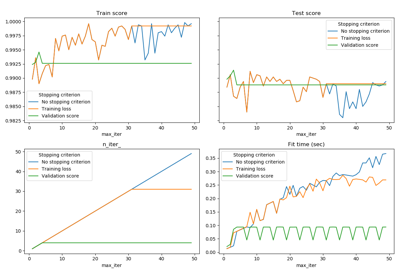 Train score
1.0000
0.9975
0.9950
0.9925
0.9900
0.9875
0.9850
0.9825
Stopping criterion
No stopping criterion
Training loss
Validation score
0 10 20 30 40 50
max_iter
Test score
Stopping criterion
No stopping criterion
Training loss
Validation score
0 10 20 30 40 50
max_iter
n_iter_
50
40
30
20
10
0
Stopping criterion
No stopping criterion
Training loss
Validation score
0 10 20 30 40 50
max_iter
Fit time (sec)
0.35
0.30
0.25
0.20
0.15
0.10
0.05
0.00
Stopping criterion
No stopping criterion
Training loss
Validation score
0 10 20 30 40 50
max_iter